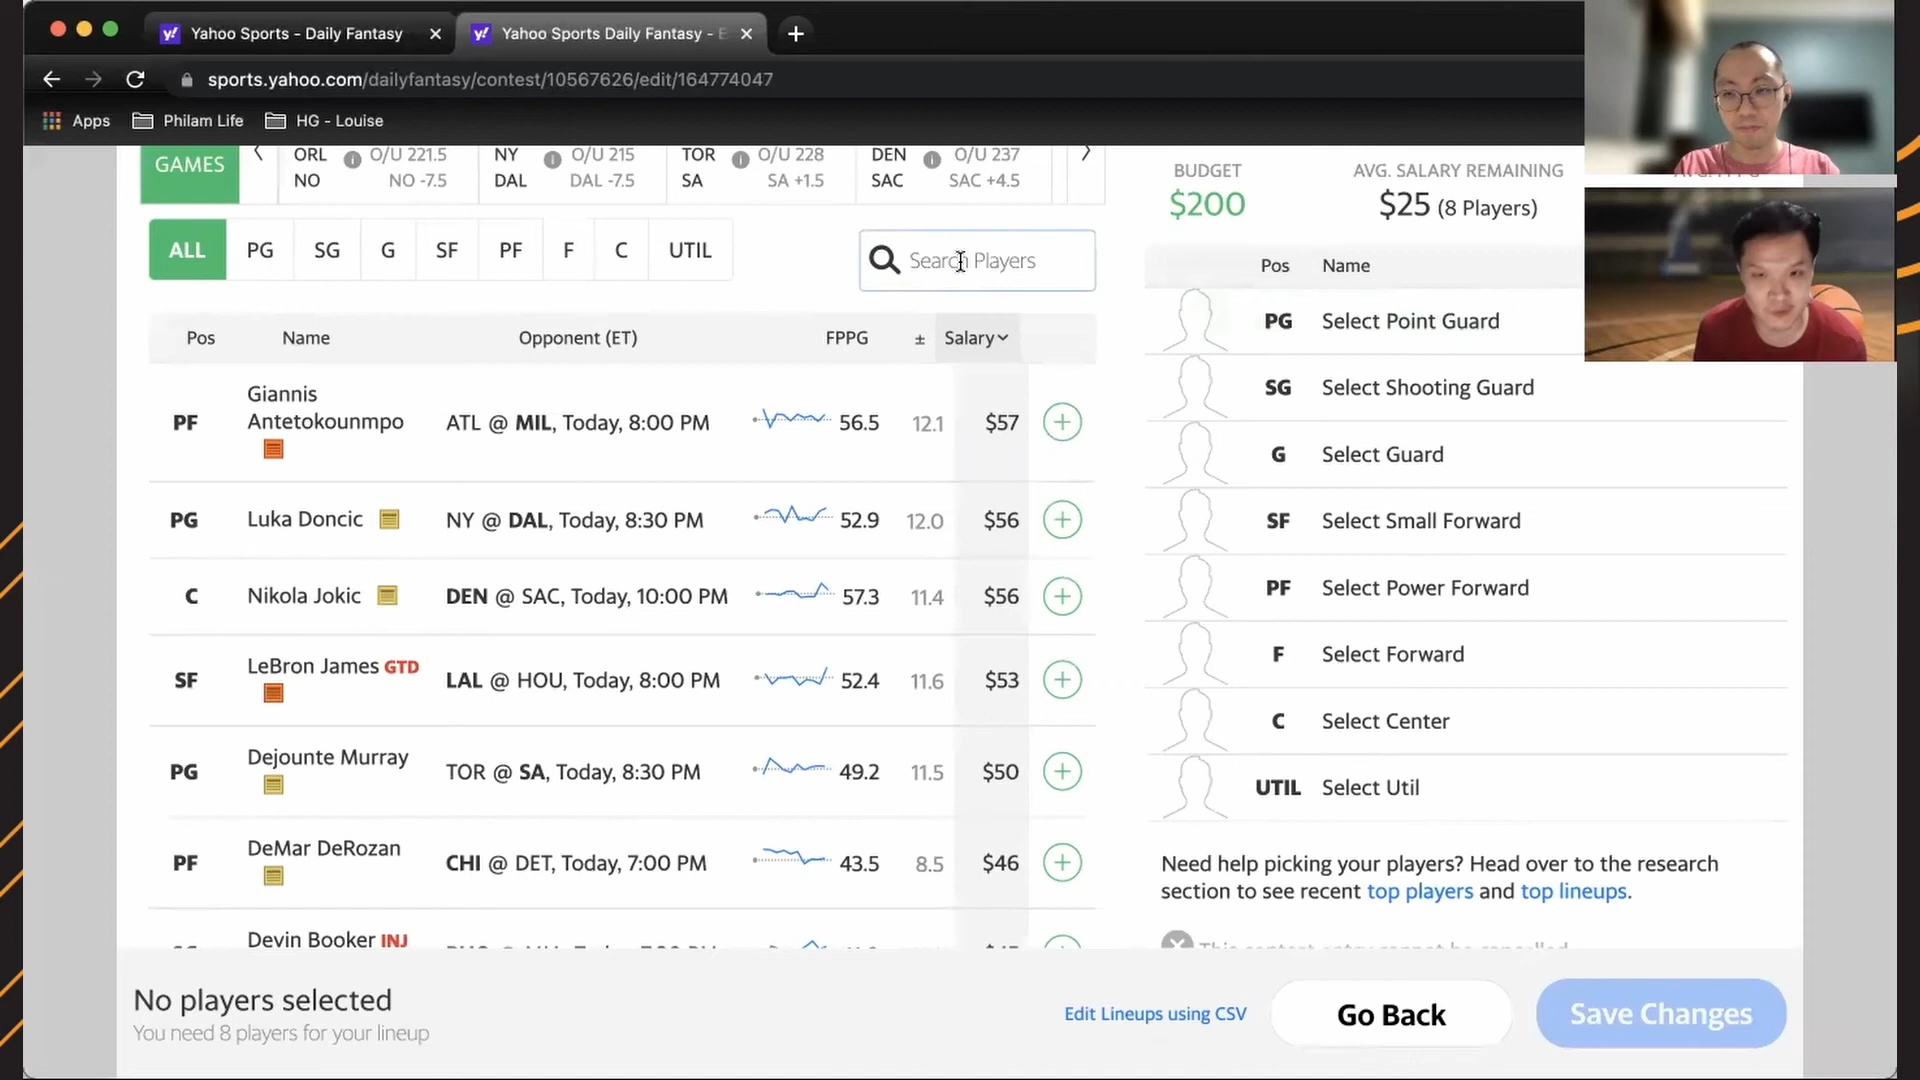 Yahoo Sports - Daily Fantasy
Yahoo Sports Daily Fantasy - E
sports.yahoo.com/dailyfantasy/contest/10567626/edit/164774047
Apps
Philam Life
HG - Louise
GAMES
ORL O/U 221.5
NO NO -7.5
NY O/U 215
DAL DAL -7.5
TOR O/U 228
SA SA +1.5
DEN O/U 237
SAC SAC +4.5
ALL PG SG G SF PF F C UTIL
Search Players
Pos Name Opponent (ET) FPPG ± Salary
PF Giannis Antetokounmpo ATL @ MIL, Today, 8:00 PM 56.5 12.1 $57
PG Luka Doncic NY @ DAL, Today, 8:30 PM 52.9 12.0 $56
C Nikola Jokic DEN @ SAC, Today, 10:00 PM 57.3 11.4 $56
SF LeBron James GTD LAL @ HOU, Today, 8:00 PM 52.4 11.6 $53
PG Dejounte Murray TOR @ SA, Today, 8:30 PM 49.2 11.5 $50
PF DeMar DeRozan CHI @ DET, Today, 7:00 PM 43.5 8.5 $46
Devin Booker INJ
BUDGET
$200
AVG. SALARY REMAINING
$25 (8 Players)
Pos Name
PG Select Point Guard
SG Select Shooting Guard
G Select Guard
SF Select Small Forward
PF Select Power Forward
F Select Forward
C Select Center
UTIL Select Util
Need help picking your players? Head over to the research
section to see recent top players and top lineups.
This contest entry cannot be cancelled
No players selected
You need 8 players for your lineup
Edit Lineups using CSV
Go Back
Save Changes